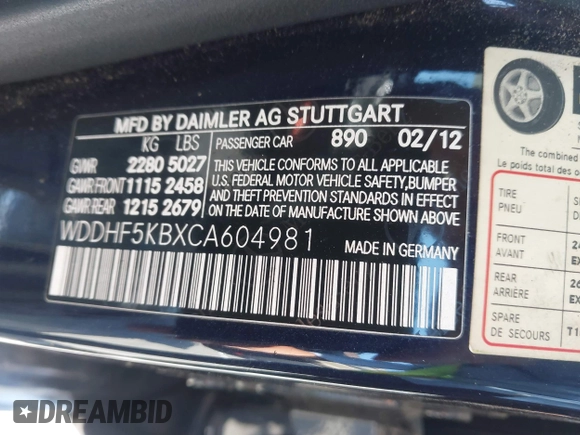 MFD BY DAIMLER AG STUTTGART
KG LBS PASSENGER CAR 890 02/12
GVWR 2280 5027
GAWR FRONT 1115 2458
GAWR REAR 1215 2679
THIS VEHICLE CONFORMS TO ALL APPLICABLE
U.S. FEDERAL MOTOR VEHICLE SAFETY, BUMPER
AND THEFT PREVENTION STANDARDS IN EFFECT
ON THE DATE OF MANUFACTURE SHOWN ABOVE
WDDHF5KBXCA604981
MADE IN GERMANY
The combined
Le poids total des
TIRE
PNEU
FRONT
AVANT
REAR
ARRIÈRE
SPARE
DE SECOURS
DREAMBID